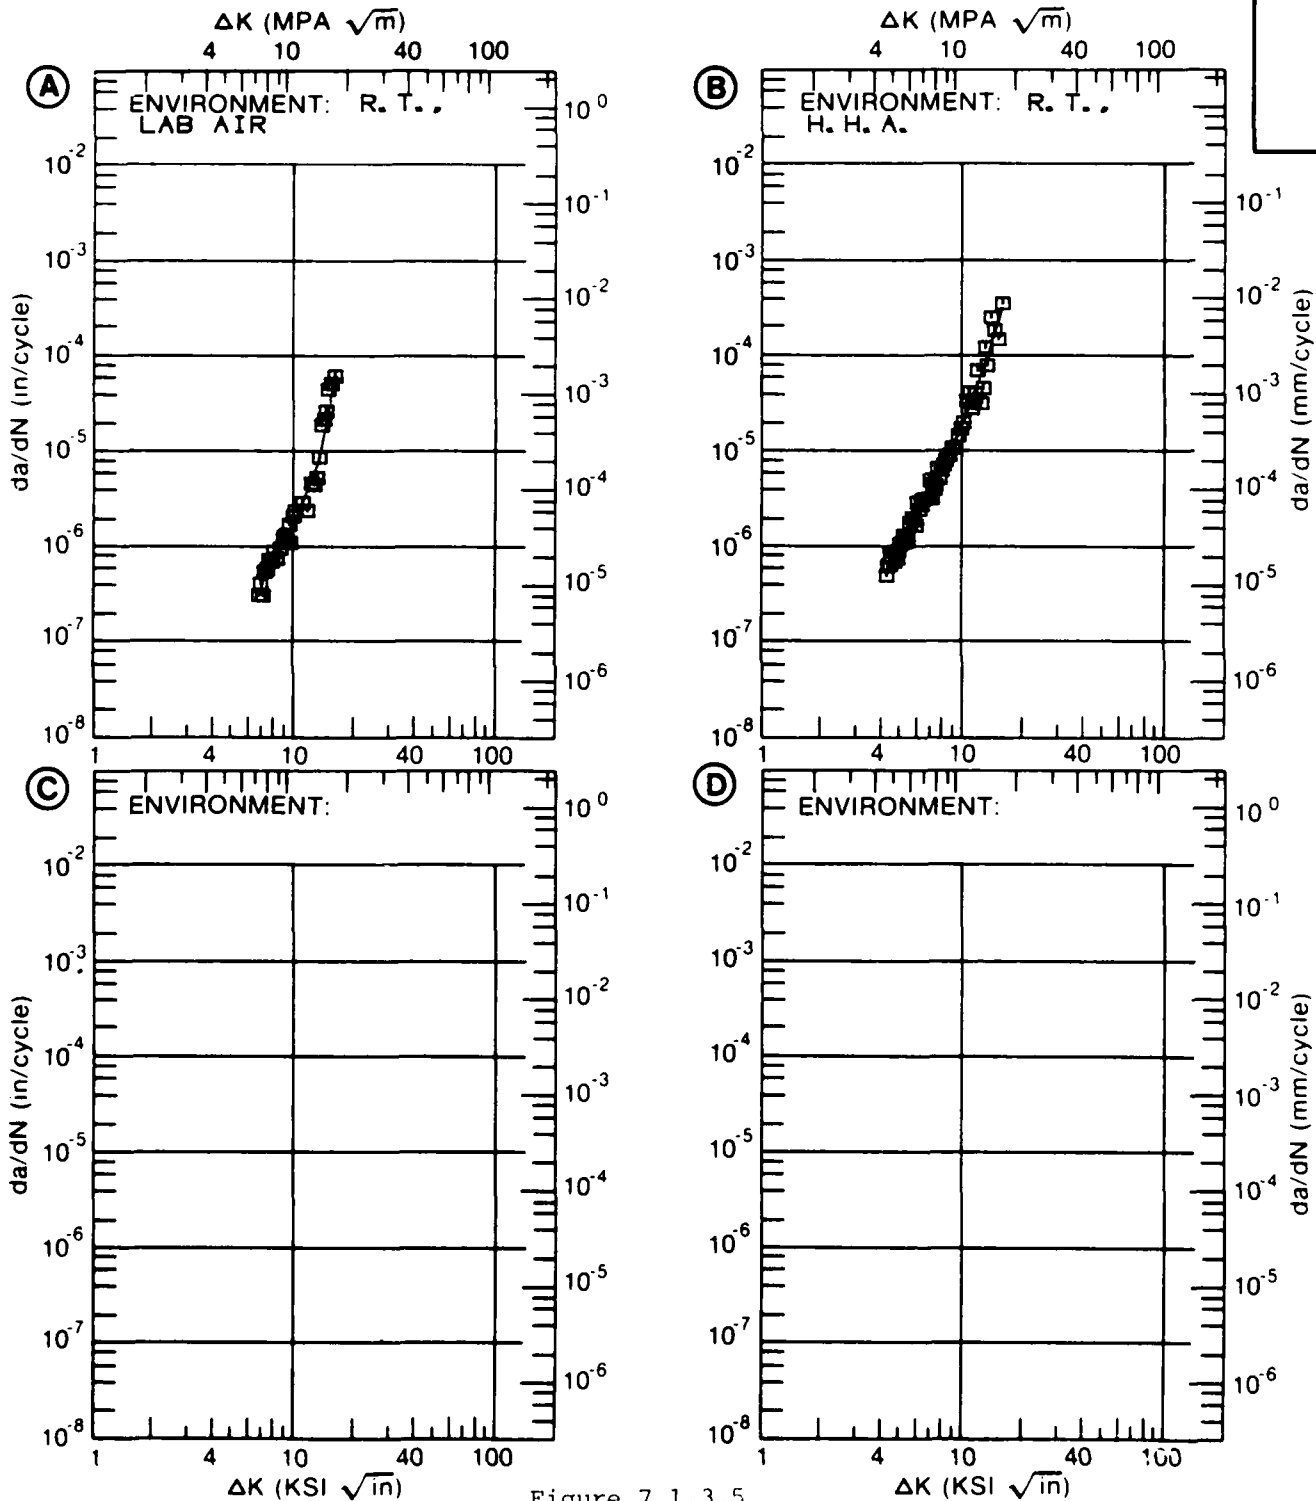 ΔK (MPA √m)
4 10 40 100
A
ENVIRONMENT: R. T.,
LAB AIR
10^0
10^-2
10^-1
10^-3
10^-2
10^-4
10^-3
10^-5
10^-4
10^-6
10^-5
10^-7
10^-6
10^-8
da/dN (in/cycle)
1 4 10 40 100
ΔK (MPA √m)
4 10 40 100
B
ENVIRONMENT: R. T.,
H. H. A.
10^-2
10^-1
10^-3
10^-2
10^-4
10^-3
10^-5
10^-4
10^-6
10^-5
10^-7
10^-6
10^-8
da/dN (mm/cycle)
1 4 10 40 100
C
ENVIRONMENT:
10^0
10^-2
10^-1
10^-3
10^-2
10^-4
10^-3
10^-5
10^-4
10^-6
10^-5
10^-7
10^-6
10^-8
da/dN (in/cycle)
1 4 10 40 100
ΔK (KSI √in)
D
ENVIRONMENT:
10^0
10^-2
10^-1
10^-3
10^-2
10^-4
10^-3
10^-5
10^-4
10^-6
10^-5
10^-7
10^-6
10^-8
da/dN (mm/cycle)
1 4 10 40 100
ΔK (KSI √in)
Figure 7.1.3.5